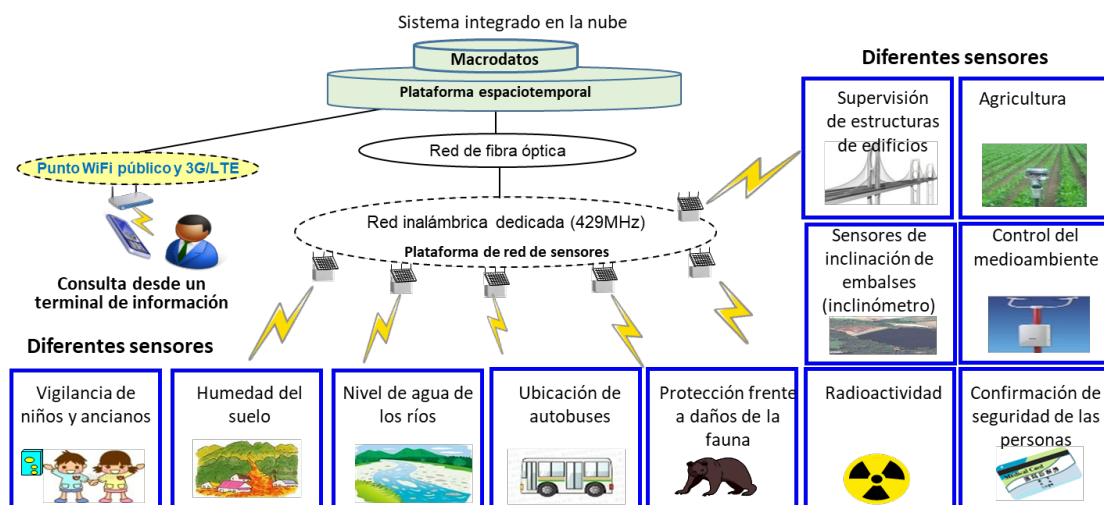 Sistema integrado en la nube
Macrodatos
Plataforma espaciotemporal
Punto WiFi público y 3G/LTE
Red de fibra óptica
Red inalámbrica dedicada (429MHz)
Plataforma de red de sensores
Consulta desde un
terminal de información
Diferentes sensores
Supervisión
de estructuras
de edificios
Agricultura
Sensores de
inclinación de
embalses
(inclinómetro)
Control del
medioambiente
Diferentes sensores
Vigilancia de
niños y ancianos
Humedad del
suelo
Nivel de agua de
los ríos
Ubicación de
autobuses
Protección frente
a daños de la
fauna
Radioactividad
Confirmación de
seguridad de las
personas
Medical Card